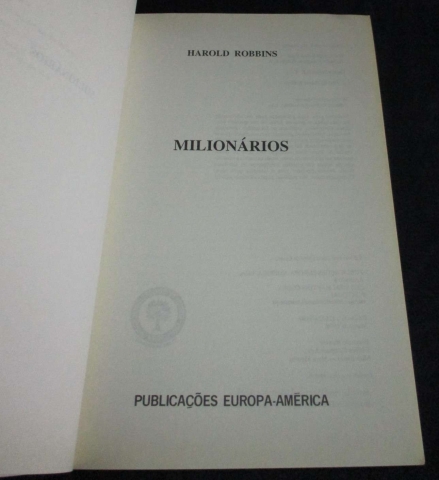 HAROLD ROBBINS
MILIONÁRIOS
PUBLICAÇÕES EUROPA-AMÉRICA